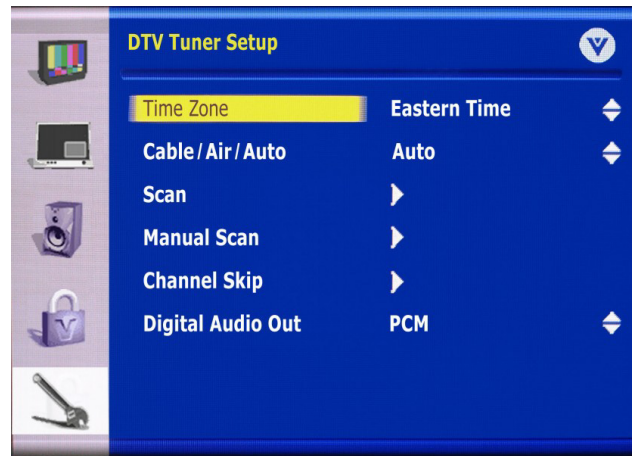 DTV Tuner Setup
Time Zone Eastern Time
Cable/Air/Auto Auto
Scan
Manual Scan
Channel Skip
Digital Audio Out PCM